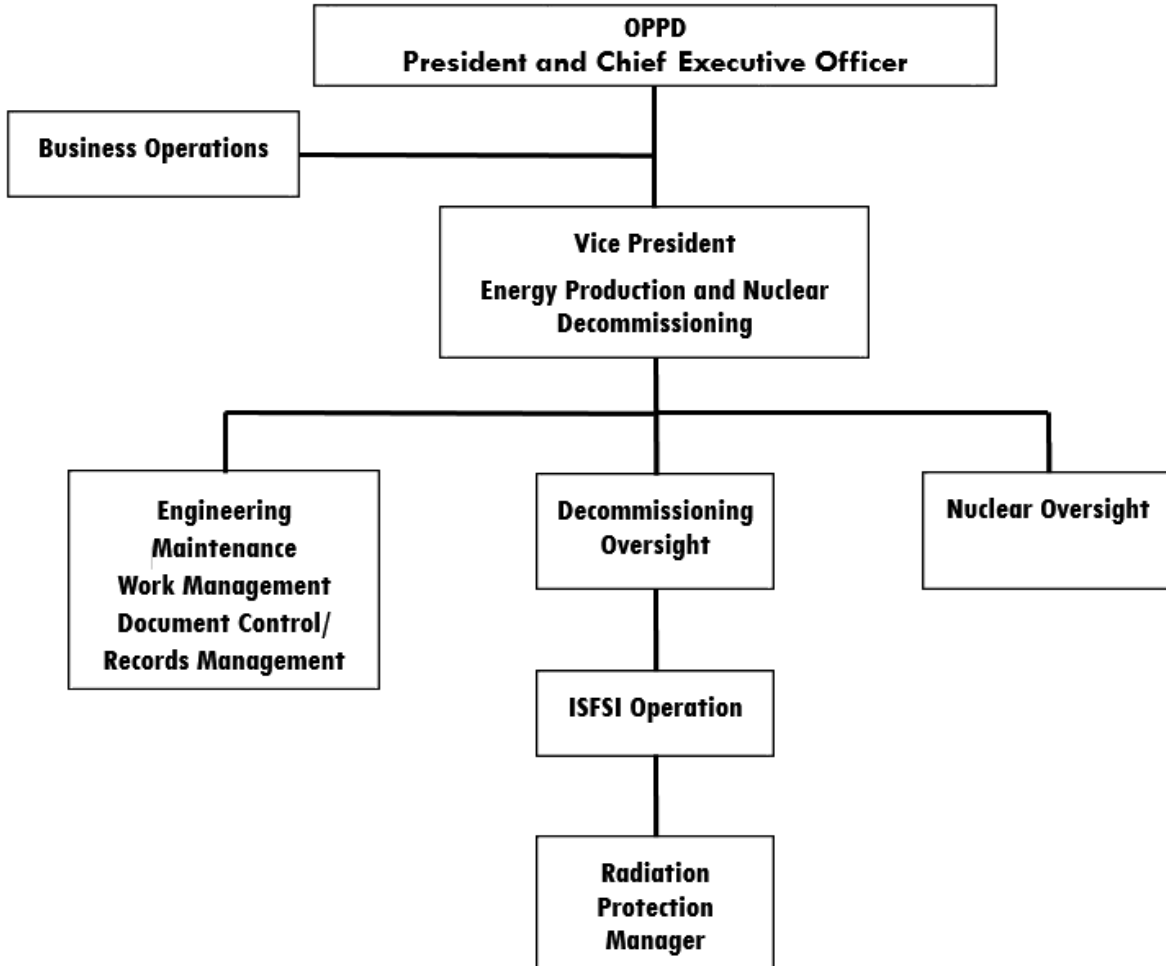 OPPD
President and Chief Executive Officer
Business Operations
Vice President
Energy Production and Nuclear
Decommissioning
Engineering
Maintenance
Work Management
Document Control/
Records Management
Decommissioning
Oversight
Nuclear Oversight
ISFSI Operation
Radiation
Protection
Manager